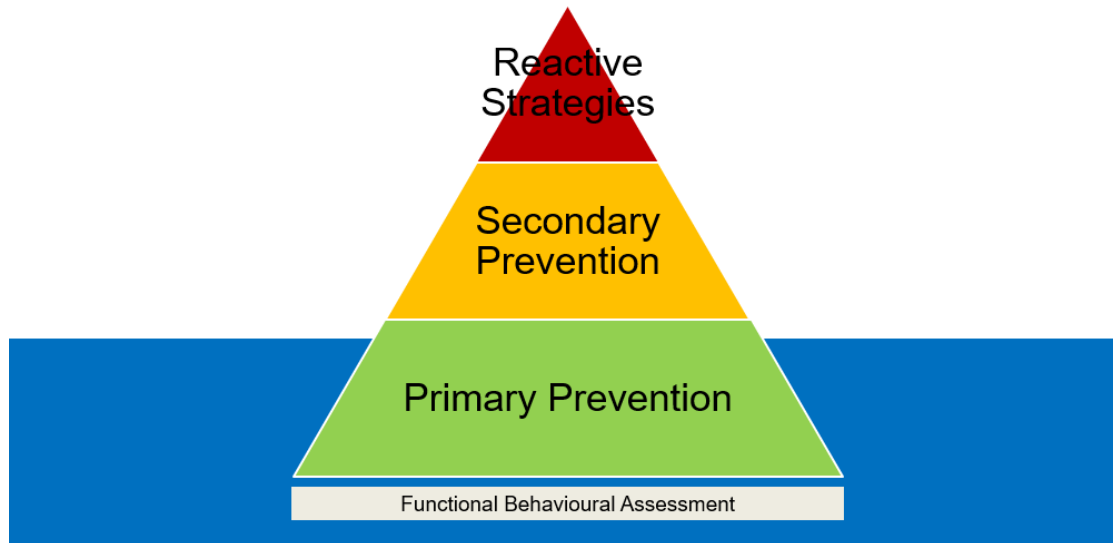 Reactive
Strategies
Secondary
Prevention
Primary Prevention
Functional Behavioural Assessment